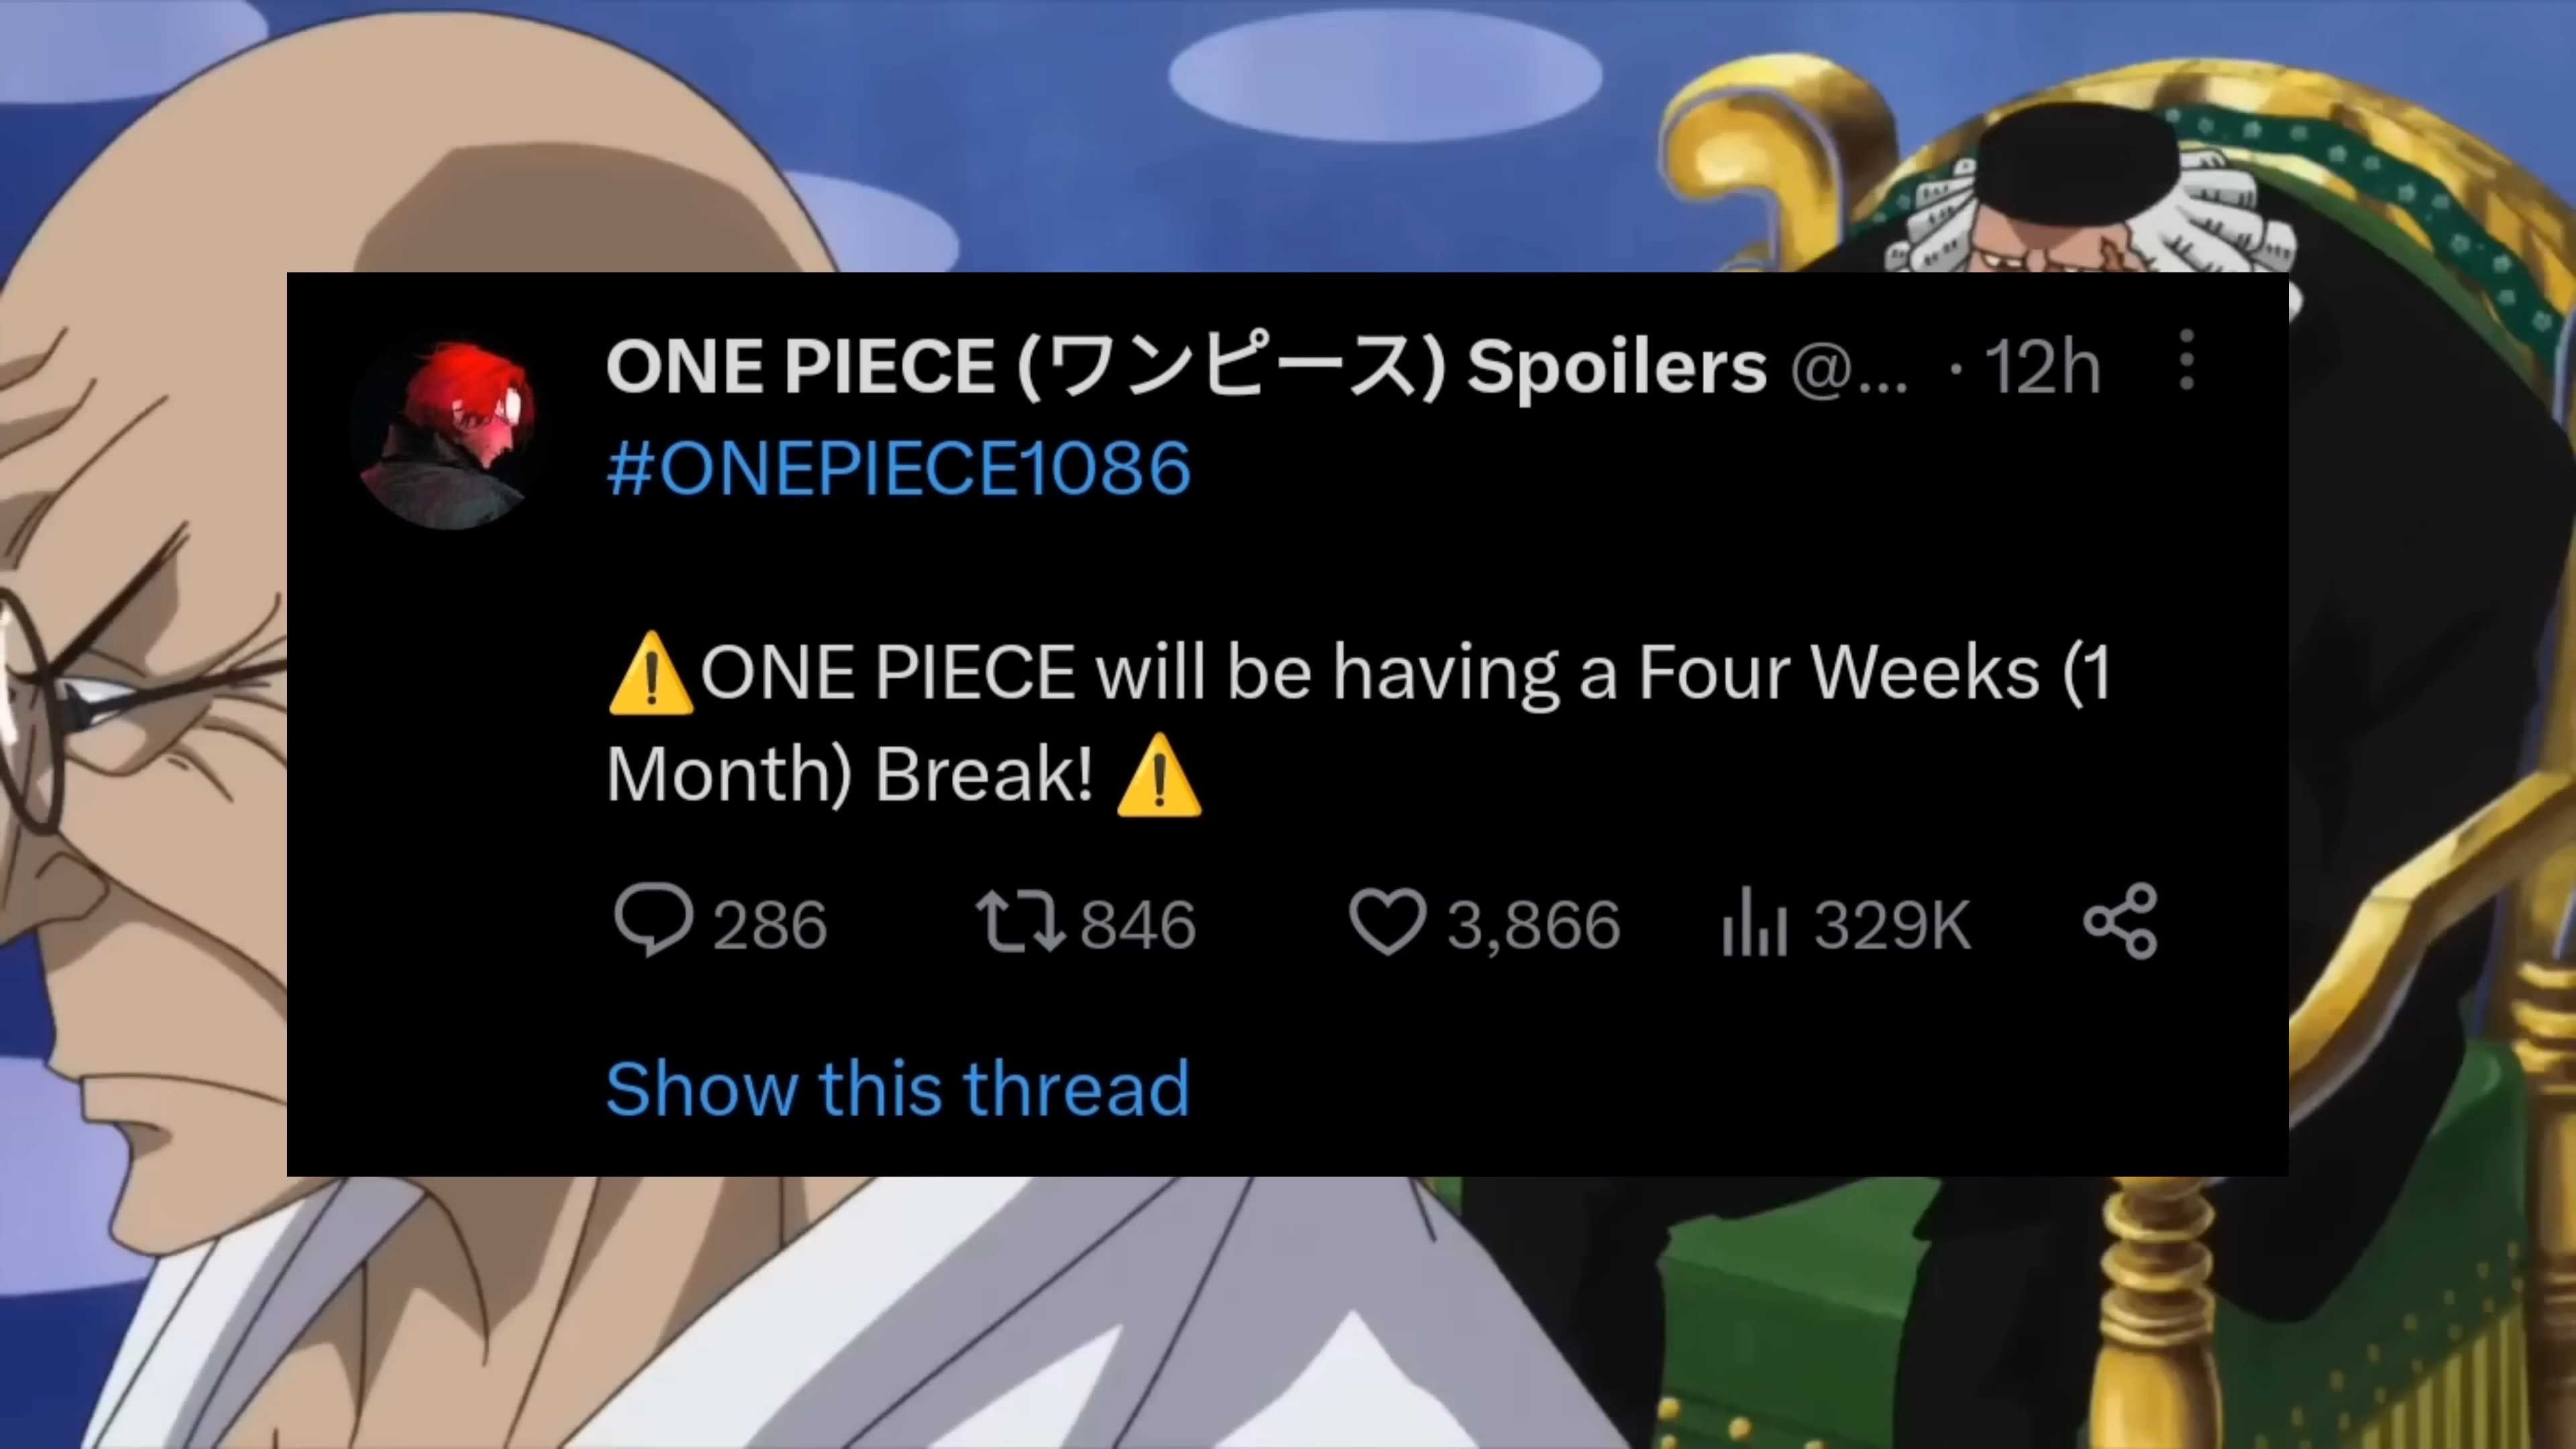 ONE PIECE (ワンピース) Spoilers @... · 12h
#ONEPIECE1086
⚠️ONE PIECE will be having a Four Weeks (1
Month) Break! ⚠️
286 846 3,866 329K
Show this thread